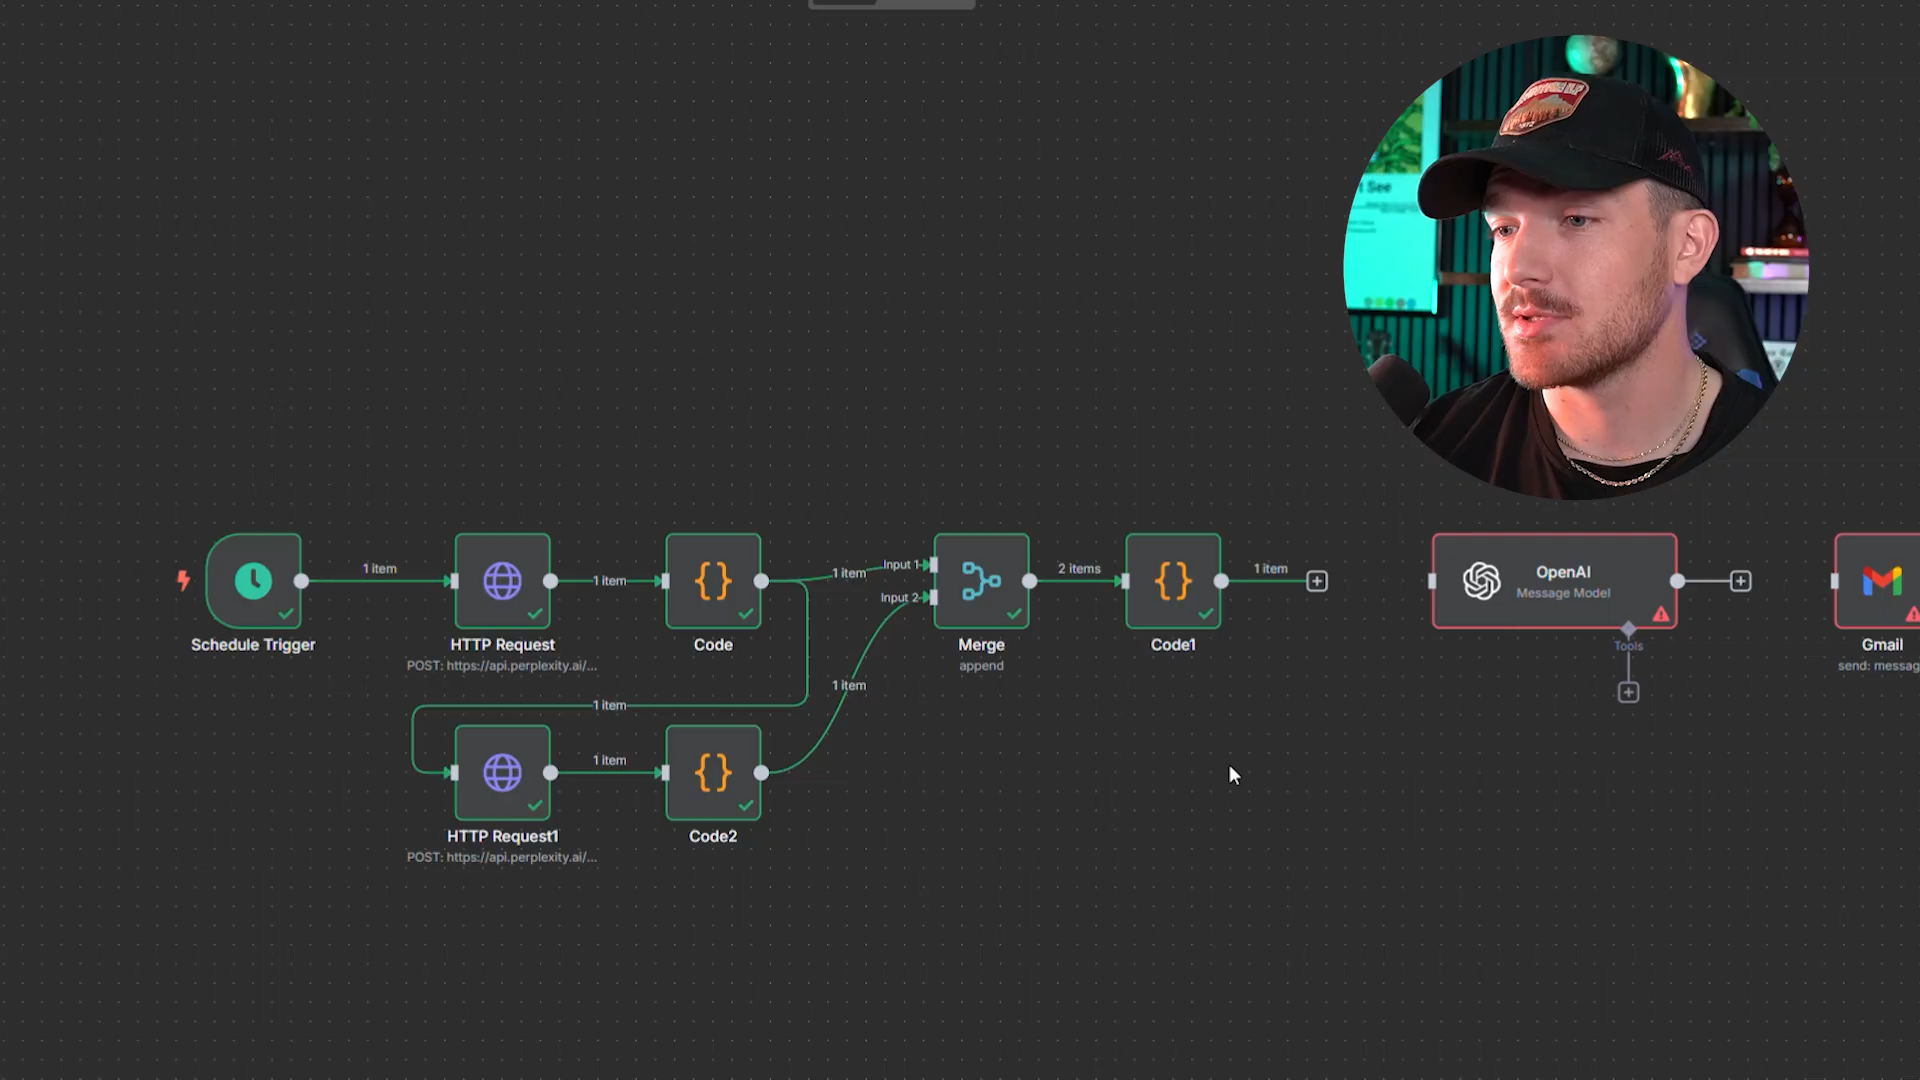 t See
1 item
1 item
1 item
Input 1
Input 2
2 items
1 item
OpenAI
Message Model
Schedule Trigger
HTTP Request
POST: https://api.perplexity.ai/...
Code
Merge
append
Code1
Tools
Gmail
send: messag
1 item
1 item
1 item
HTTP Request1
POST: https://api.perplexity.ai/...
Code2